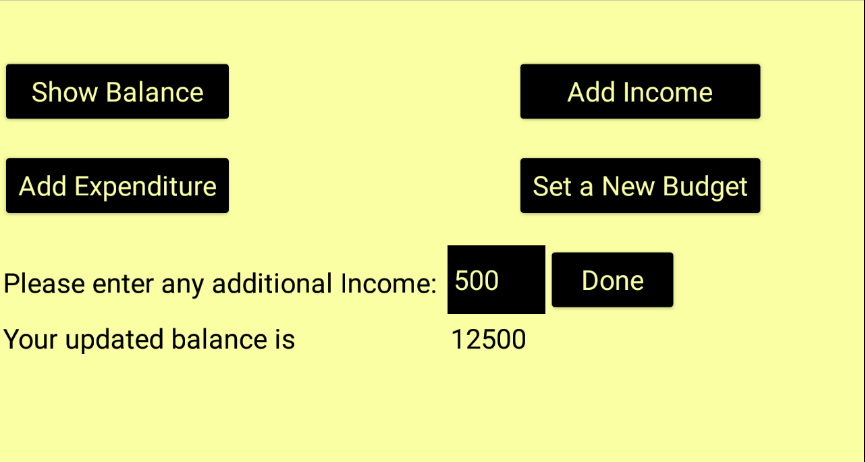 Show Balance
Add Income
Add Expenditure
Set a New Budget
Please enter any additional Income: 500 Done
Your updated balance is 12500